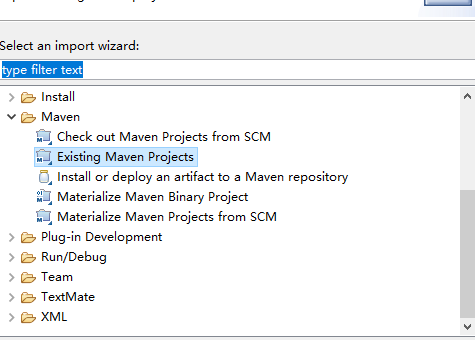 Select an import wizard:
type filter text
Install
Maven
Check out Maven Projects from SCM
Existing Maven Projects
Install or deploy an artifact to a Maven repository
Materialize Maven Binary Project
Materialize Maven Projects from SCM
Plug-in Development
Run/Debug
Team
TextMate
XML